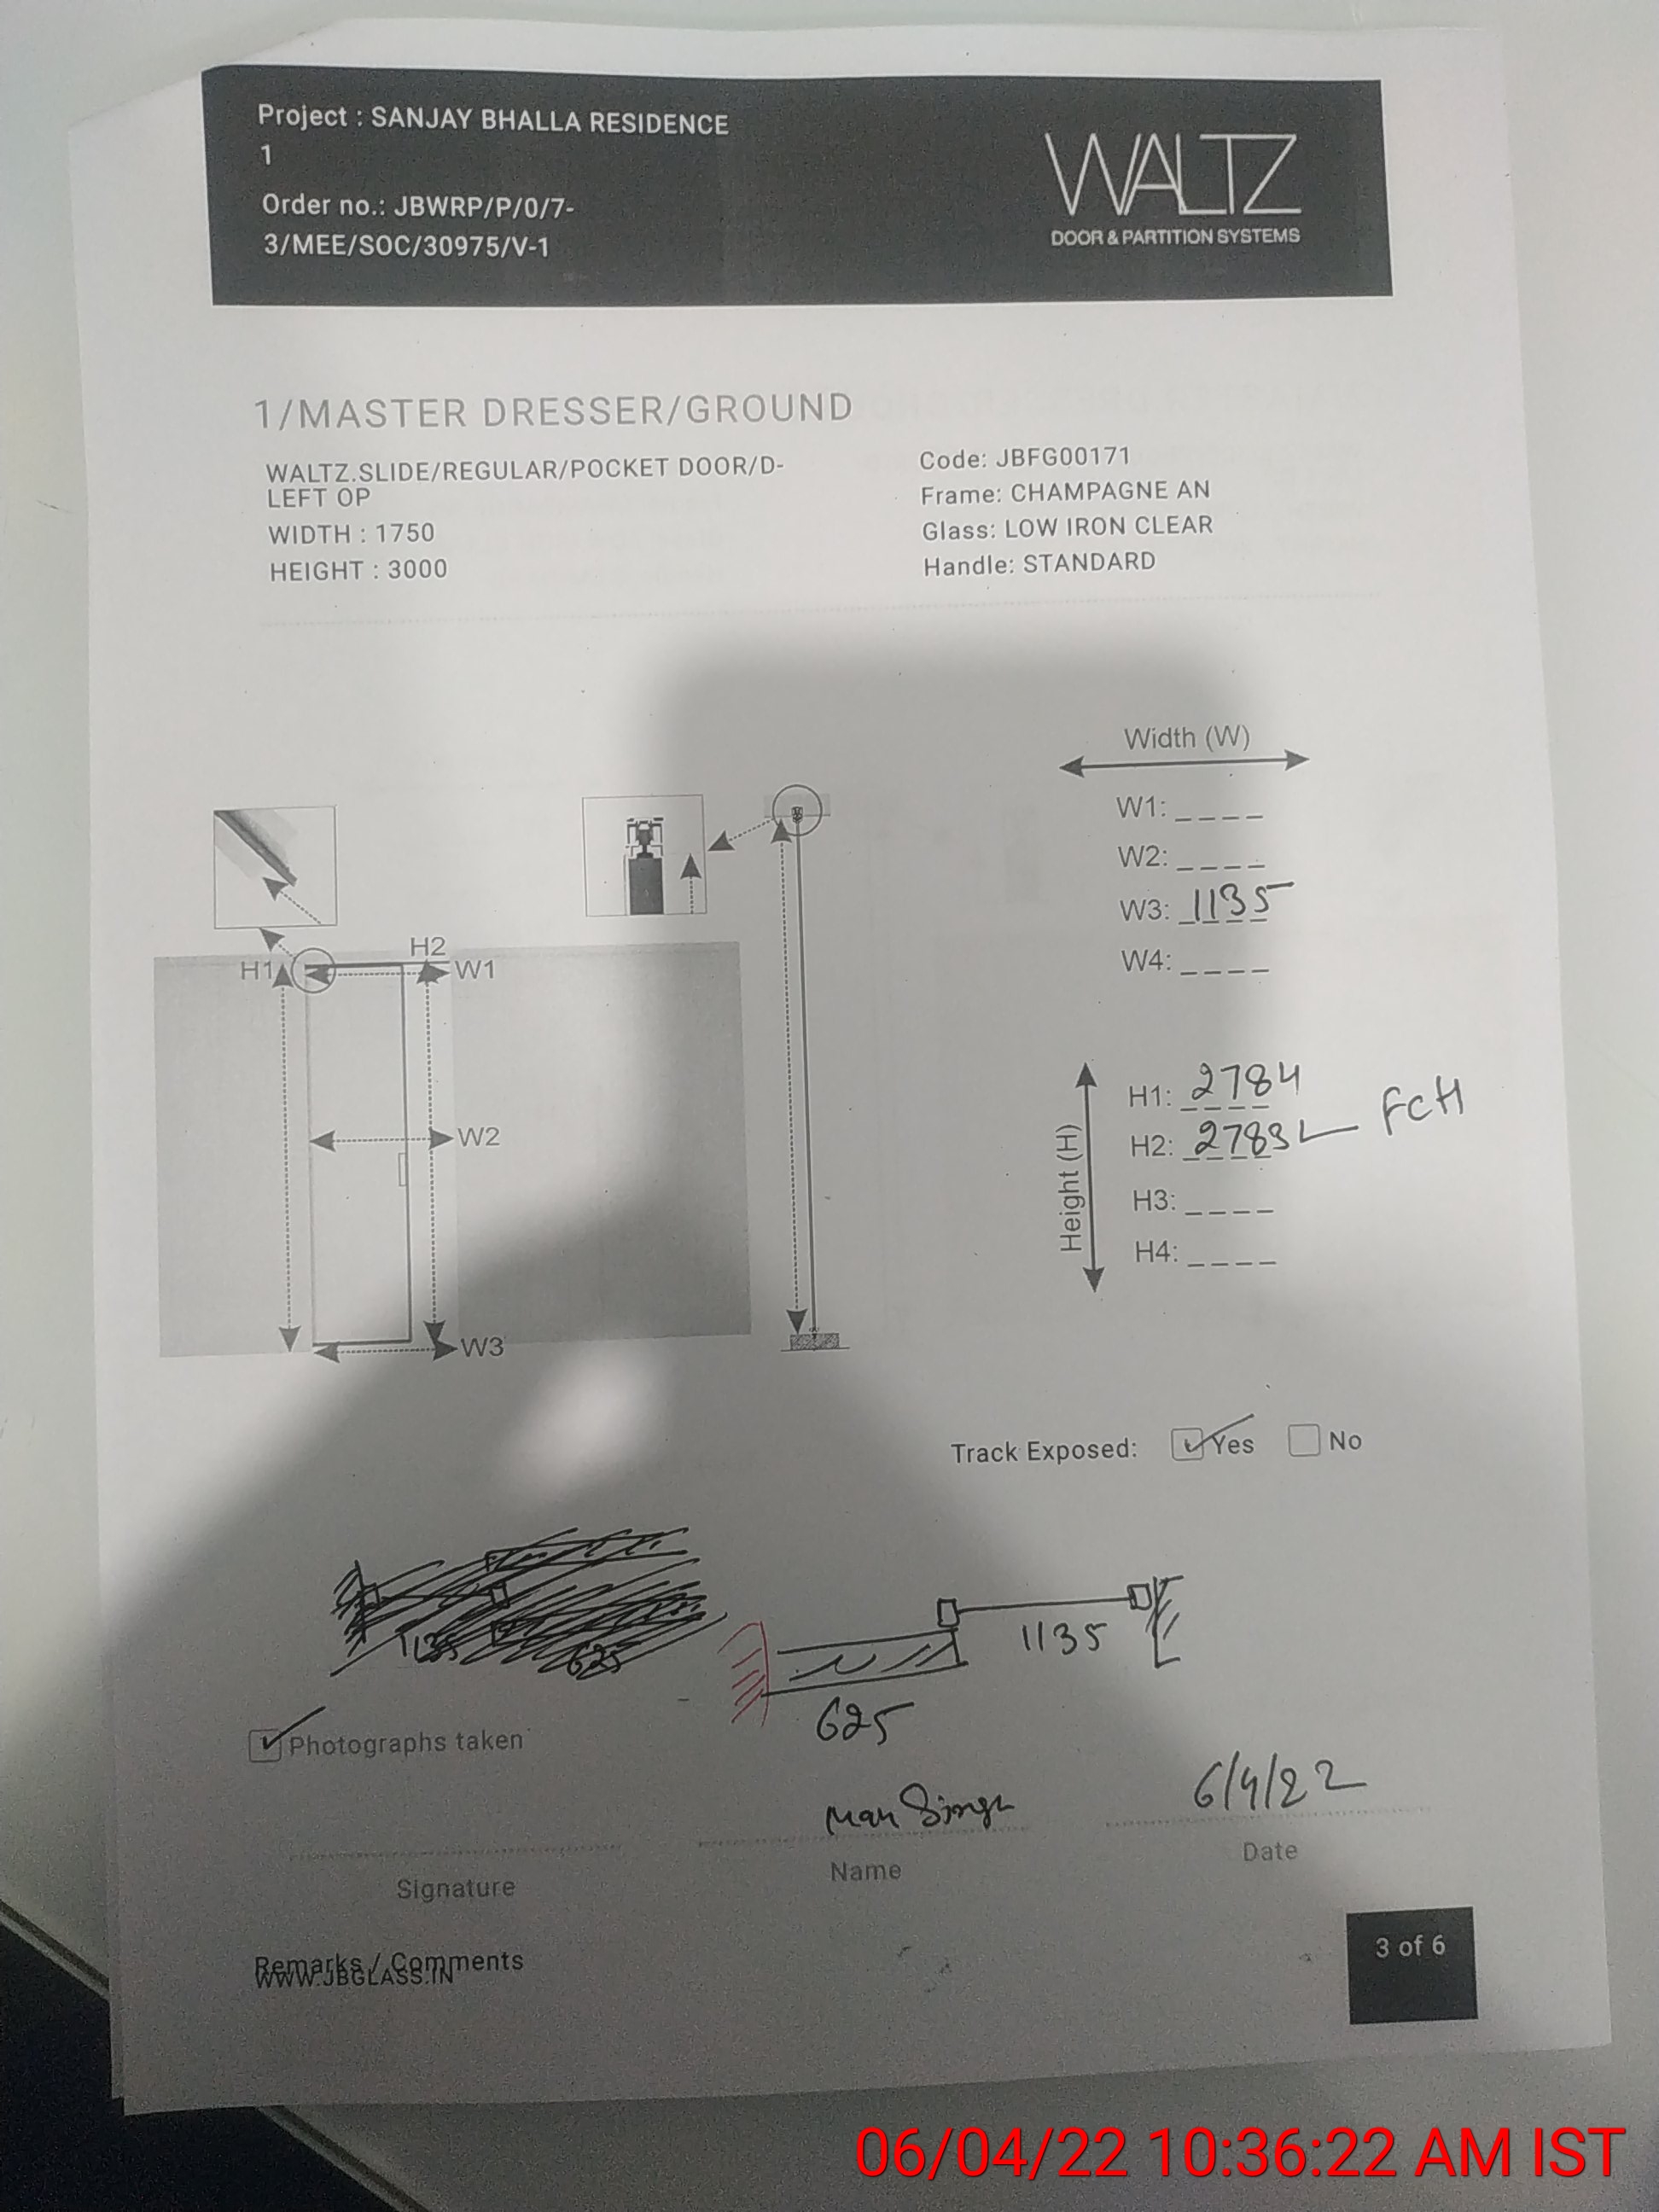 Project : SANJAY BHALLA RESIDENCE
1
Order no.: JBWRP/P/0/7-
3/MEE/SOC/30975/V-1
WALTZ
DOOR & PARTITION SYSTEMS
1/MASTER DRESSER/GROUND
WALTZ.SLIDE/REGULAR/POCKET DOOR/D-
LEFT OP
WIDTH : 1750
HEIGHT : 3000
Code: JBFG00171
Frame: CHAMPAGNE AN
Glass: LOW IRON CLEAR
Handle: STANDARD
Width (W)
W1: _ _ _ _
W2: _ _ _ _
W3: 1135
W4: _ _ _ _
H1
H2
W1
W2
W3
Height (H)
H1: 2784
H2: 2783 FCH
H3: _ _ _ _
H4: _ _ _ _
Track Exposed: Yes No
1135
625
1135
625
Photographs taken
Man Singh
6/4/22
Signature
Name
Date
Remarks / Comments
WWW.JBGLASS.IN
3 of 6
06/04/22 10:36:22 AM IST